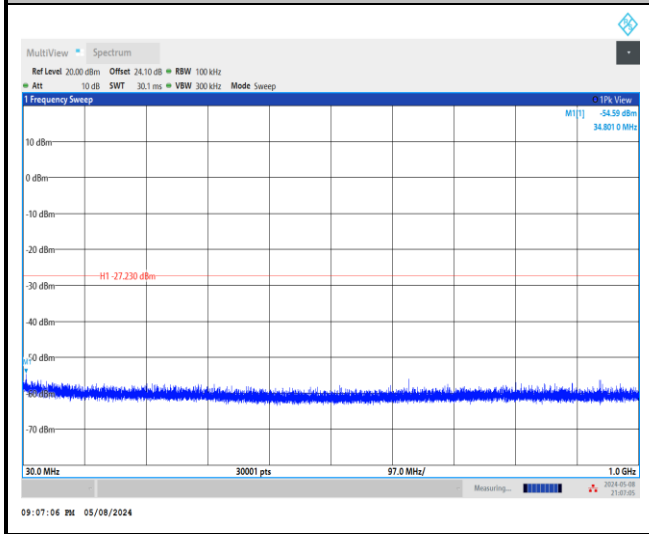 MultiView Spectrum
Ref Level 20.00 dBm Offset 24.10 dB RBW 100 kHz
Att 10 dB SWT 30.1 ms VBW 300 kHz Mode Sweep
1 Frequency Sweep 1Pk View
M1[1] -54.59 dBm
34.801 0 MHz
10 dBm
0 dBm
-10 dBm
-20 dBm
H1 -27.230 dBm
-30 dBm
-40 dBm
-50 dBm
M1
-60 dBm
-70 dBm
30.0 MHz 30001 pts 97.0 MHz/ 1.0 GHz
Measuring... 2024-05-08
21:07:05
09:07:06 PM 05/08/2024